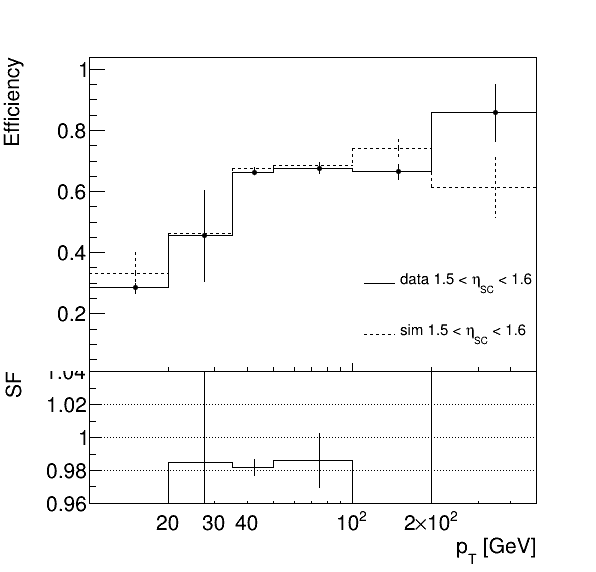 Efficiency
1
0.8
0.6
0.4
0.2
data 1.5 < η_SC < 1.6
sim 1.5 < η_SC < 1.6
SF
1.04
1.02
1
0.98
0.96
20 30 40 10² 2×10²
p_T [GeV]